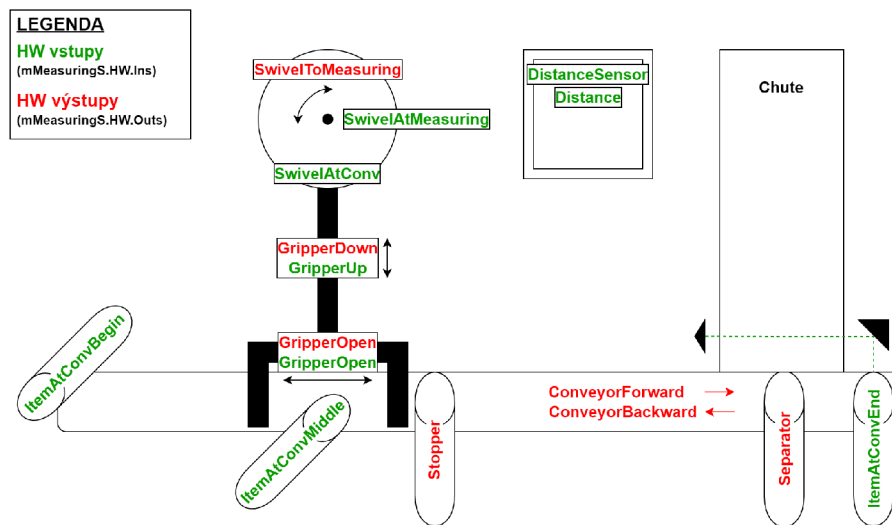 LEGENDA
HW vstupy
(mMeasuringS.HW.Ins)
HW výstupy
(mMeasuringS.HW.Outs)
SwivelToMeasuring
SwivelAtMeasuring
SwivelAtConv
DistanceSensor
Distance
Chute
GripperDown
GripperUp
GripperOpen
GripperOpen
ItemAtConvBegin
ItemAtConvMiddle
Stopper
ConveyorForward
ConveyorBackward
Separator
ItemAtConvEnd